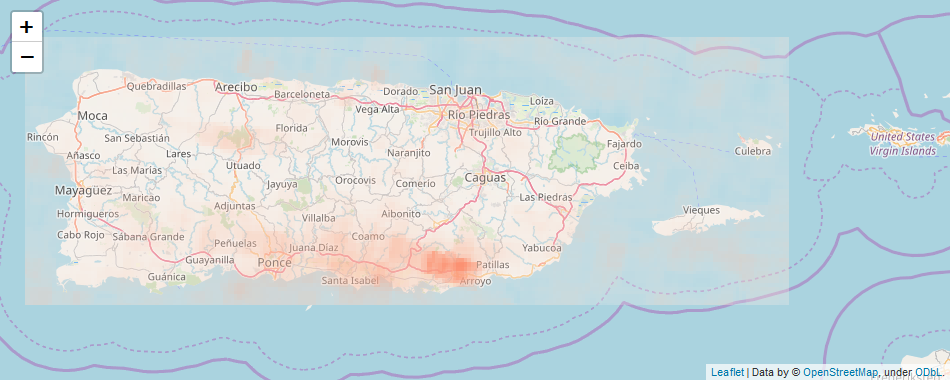 +
−
Quebradillas
Arecibo
Barceloneta
Dorado
San Juan
Loíza
Vega Alta
Río Piedras
Río Grande
Moca
Rincón
San Sebastián
Florida
Morovis
Trujillo Alto
Fajardo
Culebra
United States
Virgin Islands
Añasco
Lares
Utuado
Naranjito
Ceiba
Las Marías
Mayagüez
Maricao
Jayuya
Orocovis
Comerío
Caguas
Las Piedras
Hormigueros
Adjuntas
Villalba
Aibonito
Vieques
Cabo Rojo
Sábana Grande
Peñuelas
Juana Díaz
Coamo
Yabucoa
Guayanilla
Ponce
Patillas
Guánica
Santa Isabel
Arroyo
Leaflet | Data by © OpenStreetMap, under ODbL.